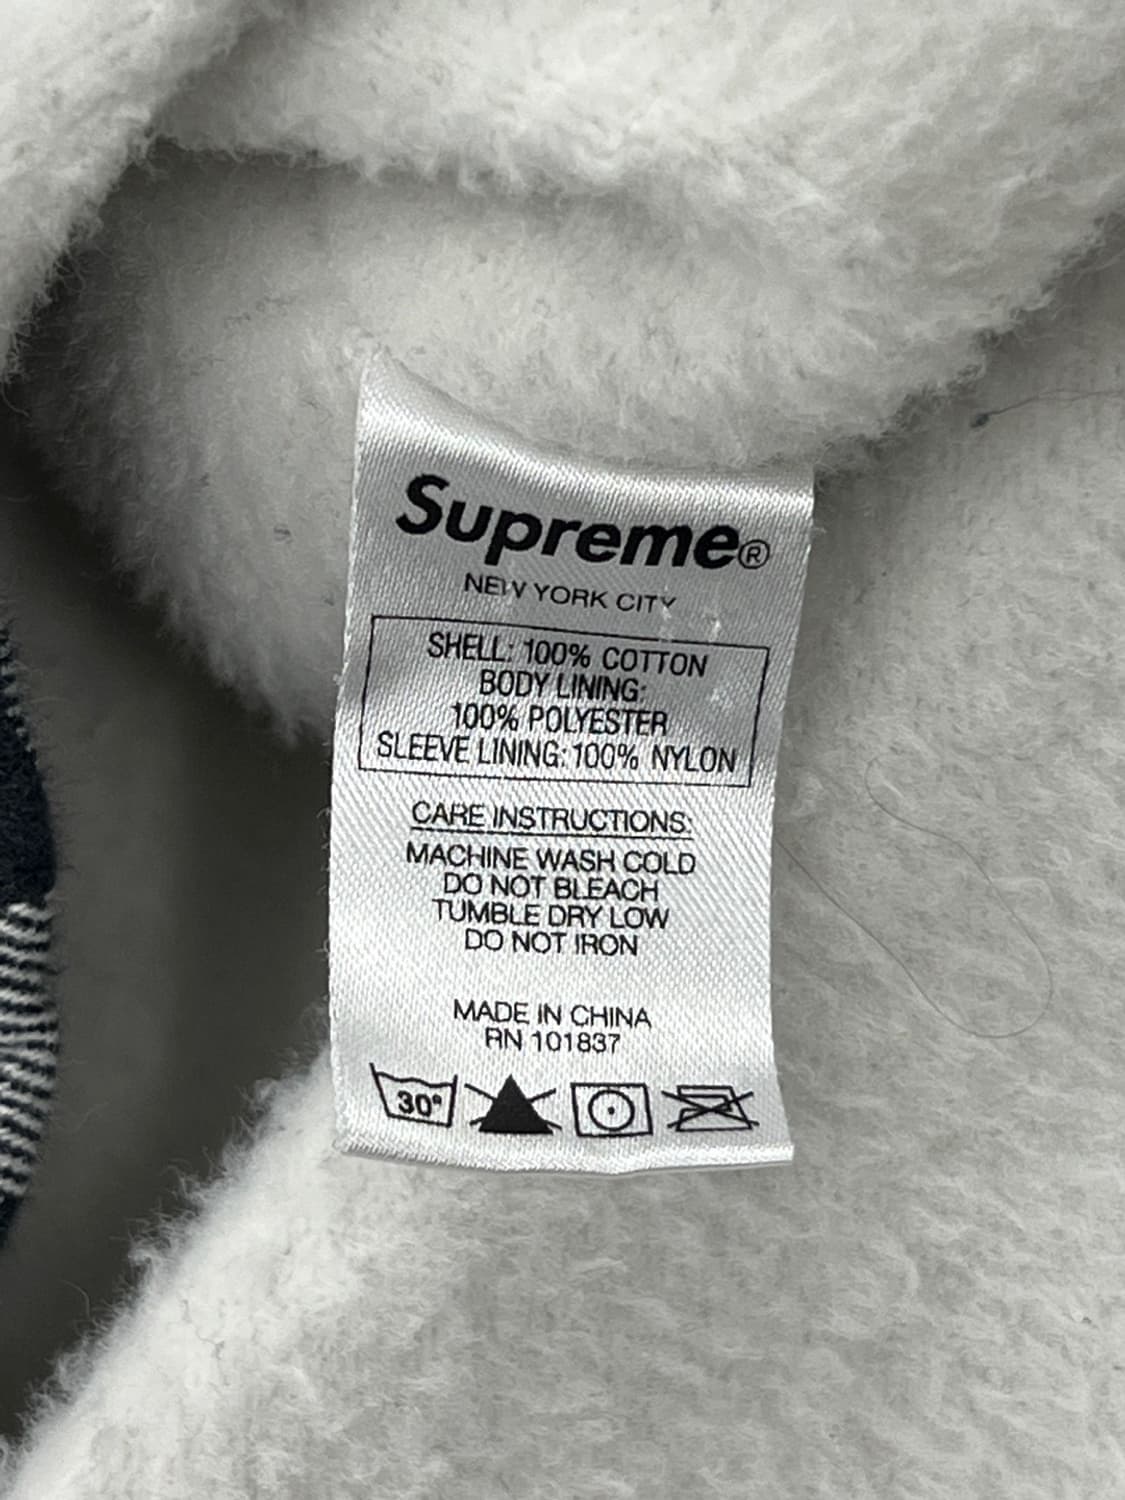 Supreme®
NEW YORK CITY
SHELL: 100% COTTON
BODY LINING:
100% POLYESTER
SLEEVE LINING: 100% NYLON
CARE INSTRUCTIONS:
MACHINE WASH COLD
DO NOT BLEACH
TUMBLE DRY LOW
DO NOT IRON
MADE IN CHINA
RN 101837
30°